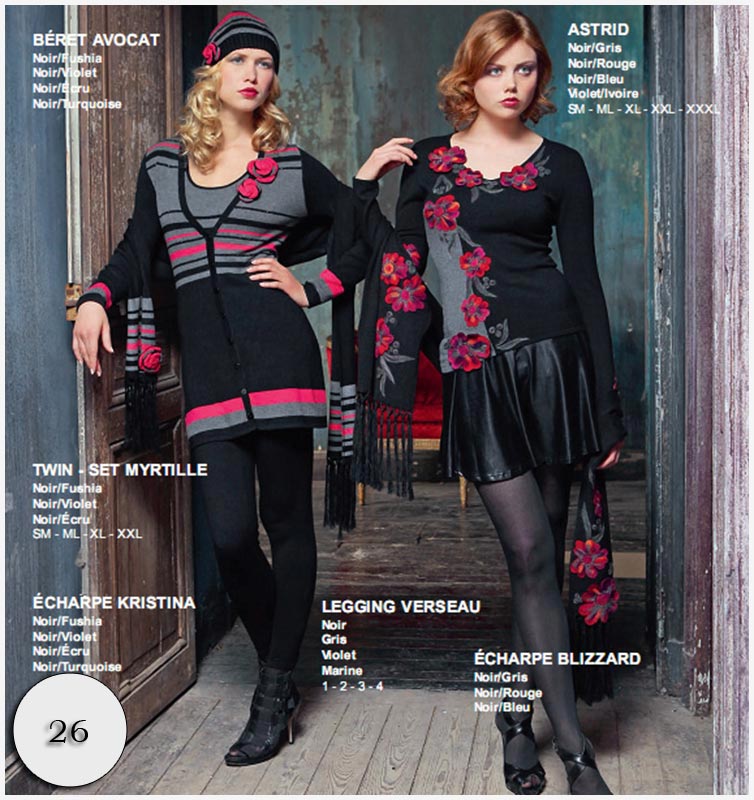 BÉRET AVOCAT
Noir/Fushia
Noir/Violet
Noir/Écru
Noir/Turquoise
ASTRID
Noir/Gris
Noir/Rouge
Noir/Bleu
Violet/Ivoire
SM - ML - XL - XXL - XXXL
TWIN - SET MYRTILLE
Noir/Fushia
Noir/Violet
Noir/Écru
SM - ML - XL - XXL
ÉCHARPE KRISTINA
Noir/Fushia
Noir/Violet
Noir/Écru
Noir/Turquoise
LEGGING VERSEAU
Noir
Gris
Violet
Marine
1 - 2 - 3 - 4
ÉCHARPE BLIZZARD
Noir/Gris
Noir/Rouge
Noir/Bleu
26